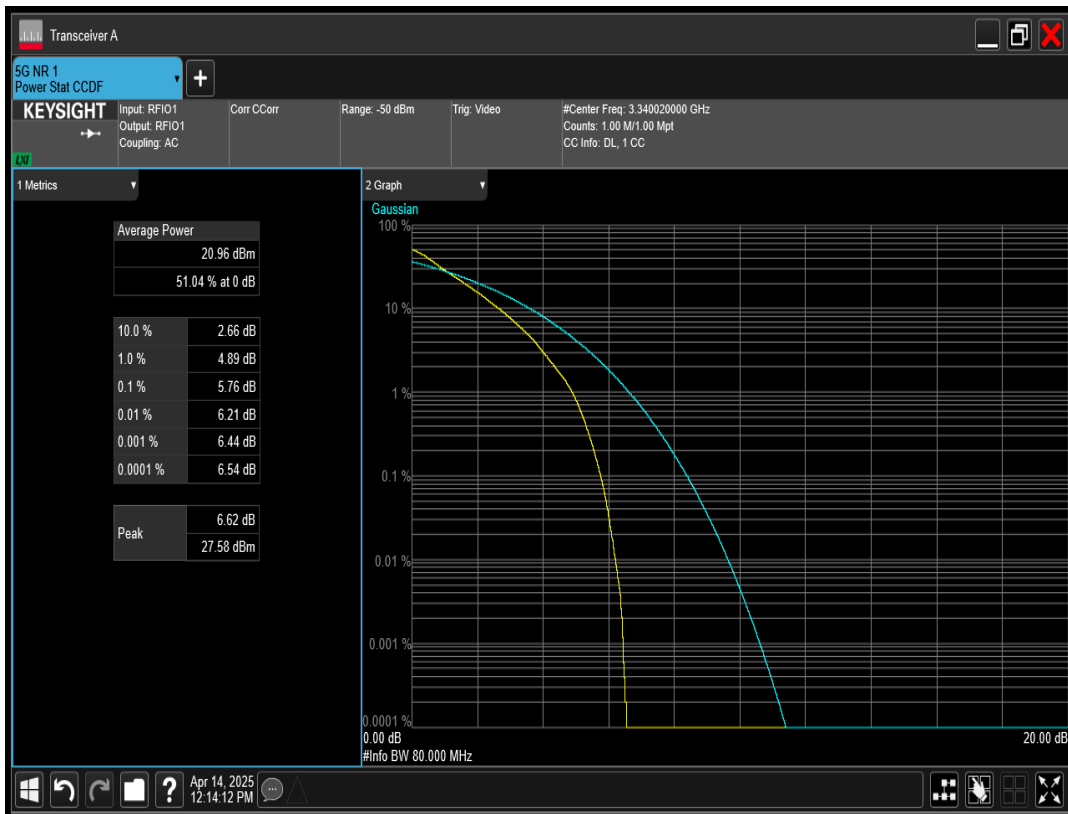 Transceiver A
5G NR 1
Power Stat CCDF
+
KEYSIGHT
LXI
Input: RFIO1
Output: RFIO1
Coupling: AC
Corr CCorr
Range: -50 dBm
Trig: Video
#Center Freq: 3.340020000 GHz
Counts: 1.00 M/1.00 Mpt
CC Info: DL, 1 CC
1 Metrics
Average Power
20.96 dBm
51.04 % at 0 dB
10.0 % 2.66 dB
1.0 % 4.89 dB
0.1 % 5.76 dB
0.01 % 6.21 dB
0.001 % 6.44 dB
0.0001 % 6.54 dB
Peak 6.62 dB
27.58 dBm
2 Graph
Gaussian
100 %
10 %
1 %
0.1 %
0.01 %
0.001 %
0.0001 %
0.00 dB 20.00 dB
#Info BW 80.000 MHz
?
Apr 14, 2025
12:14:12 PM